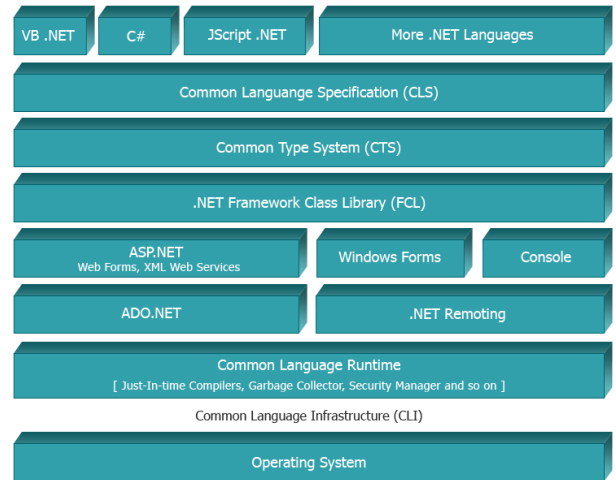 VB .NET
C#
JScript .NET
More .NET Languages
Common Languange Specification (CLS)
Common Type System (CTS)
.NET Framework Class Library (FCL)
ASP.NET
Web Forms, XML Web Services
Windows Forms
Console
ADO.NET
.NET Remoting
Common Language Runtime
[ Just-In-time Compilers, Garbage Collector, Security Manager and so on ]
Common Language Infrastructure (CLI)
Operating System